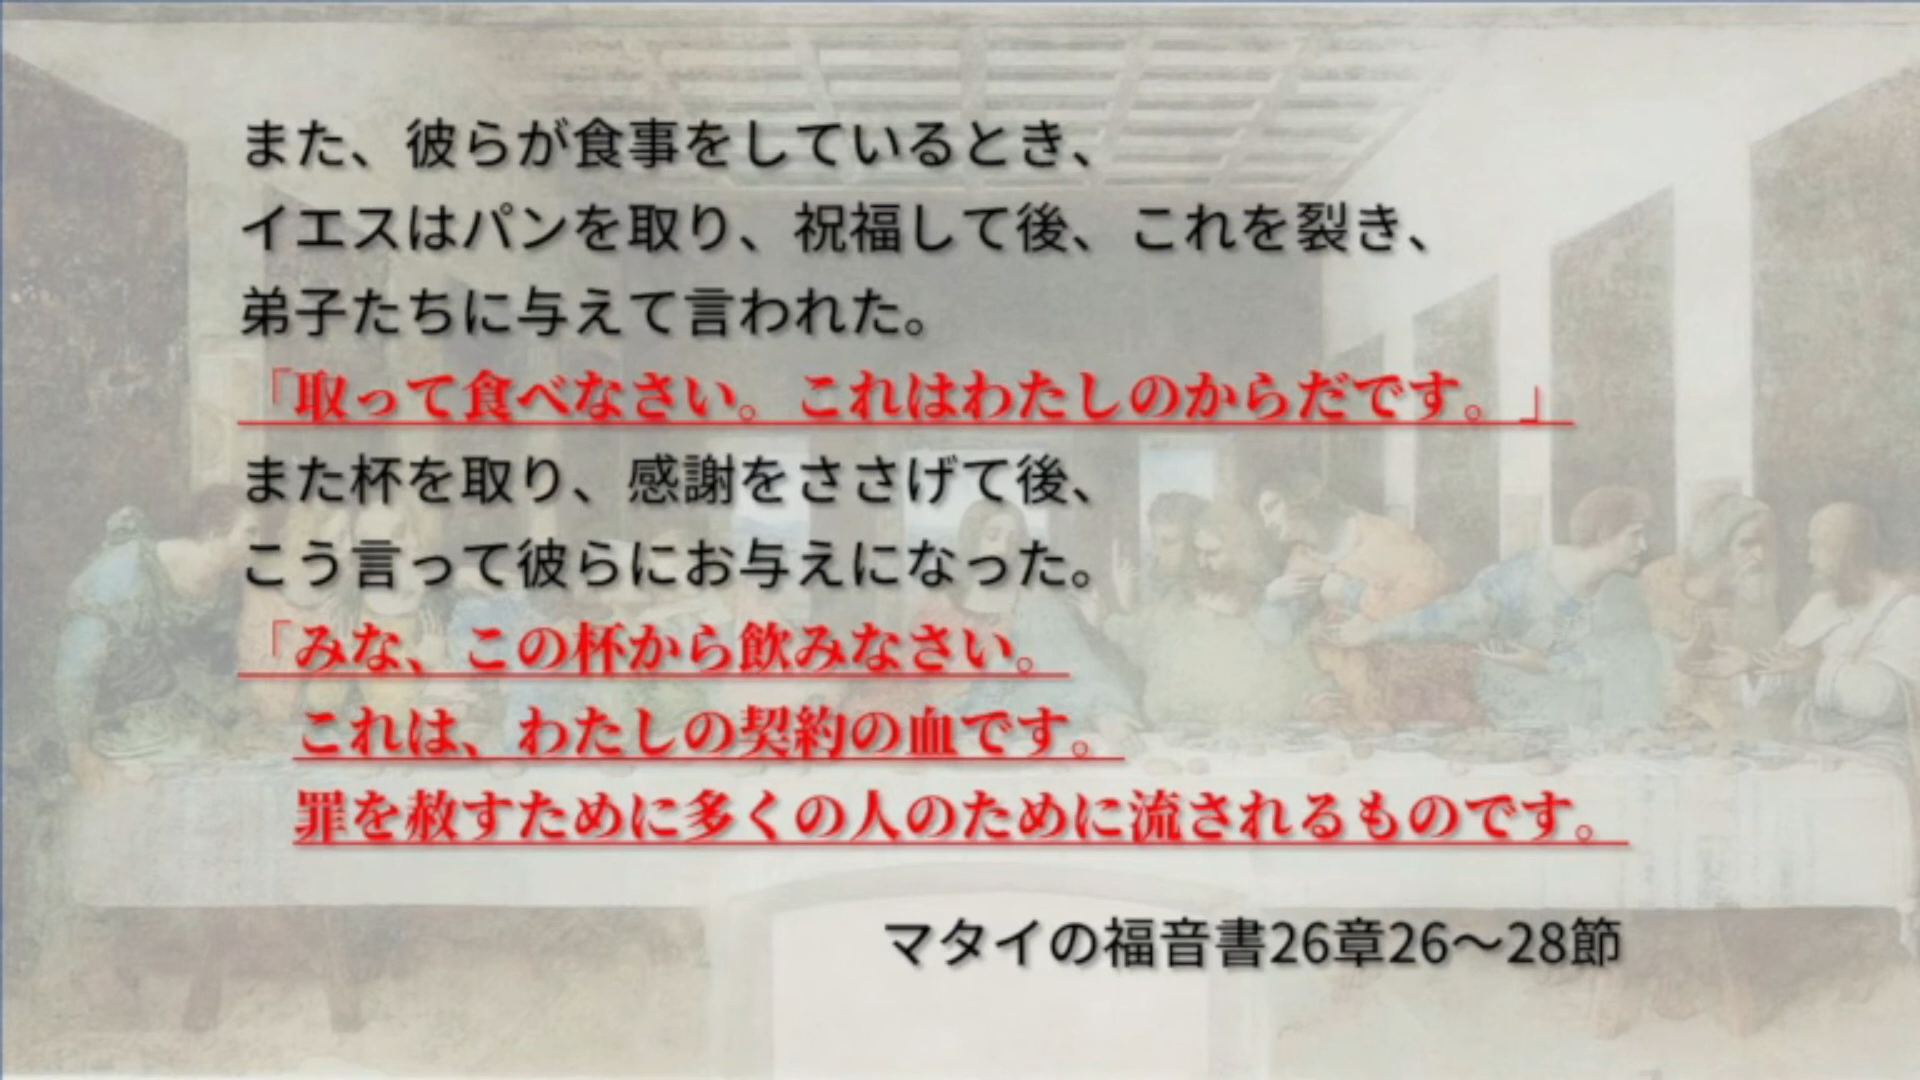 また、彼らが食事をしているとき、
イエスはパンを取り、祝福して後、これを裂き、
弟子たちに与えて言われた。
「取って食べなさい。これはわたしのからだです。」
また杯を取り、感謝をささげて後、
こう言って彼らにお与えになった。
「みな、この杯から飲みなさい。
これは、わたしの契約の血です。
罪を赦すために多くの人のために流されるものです。
マタイの福音書26章26～28節